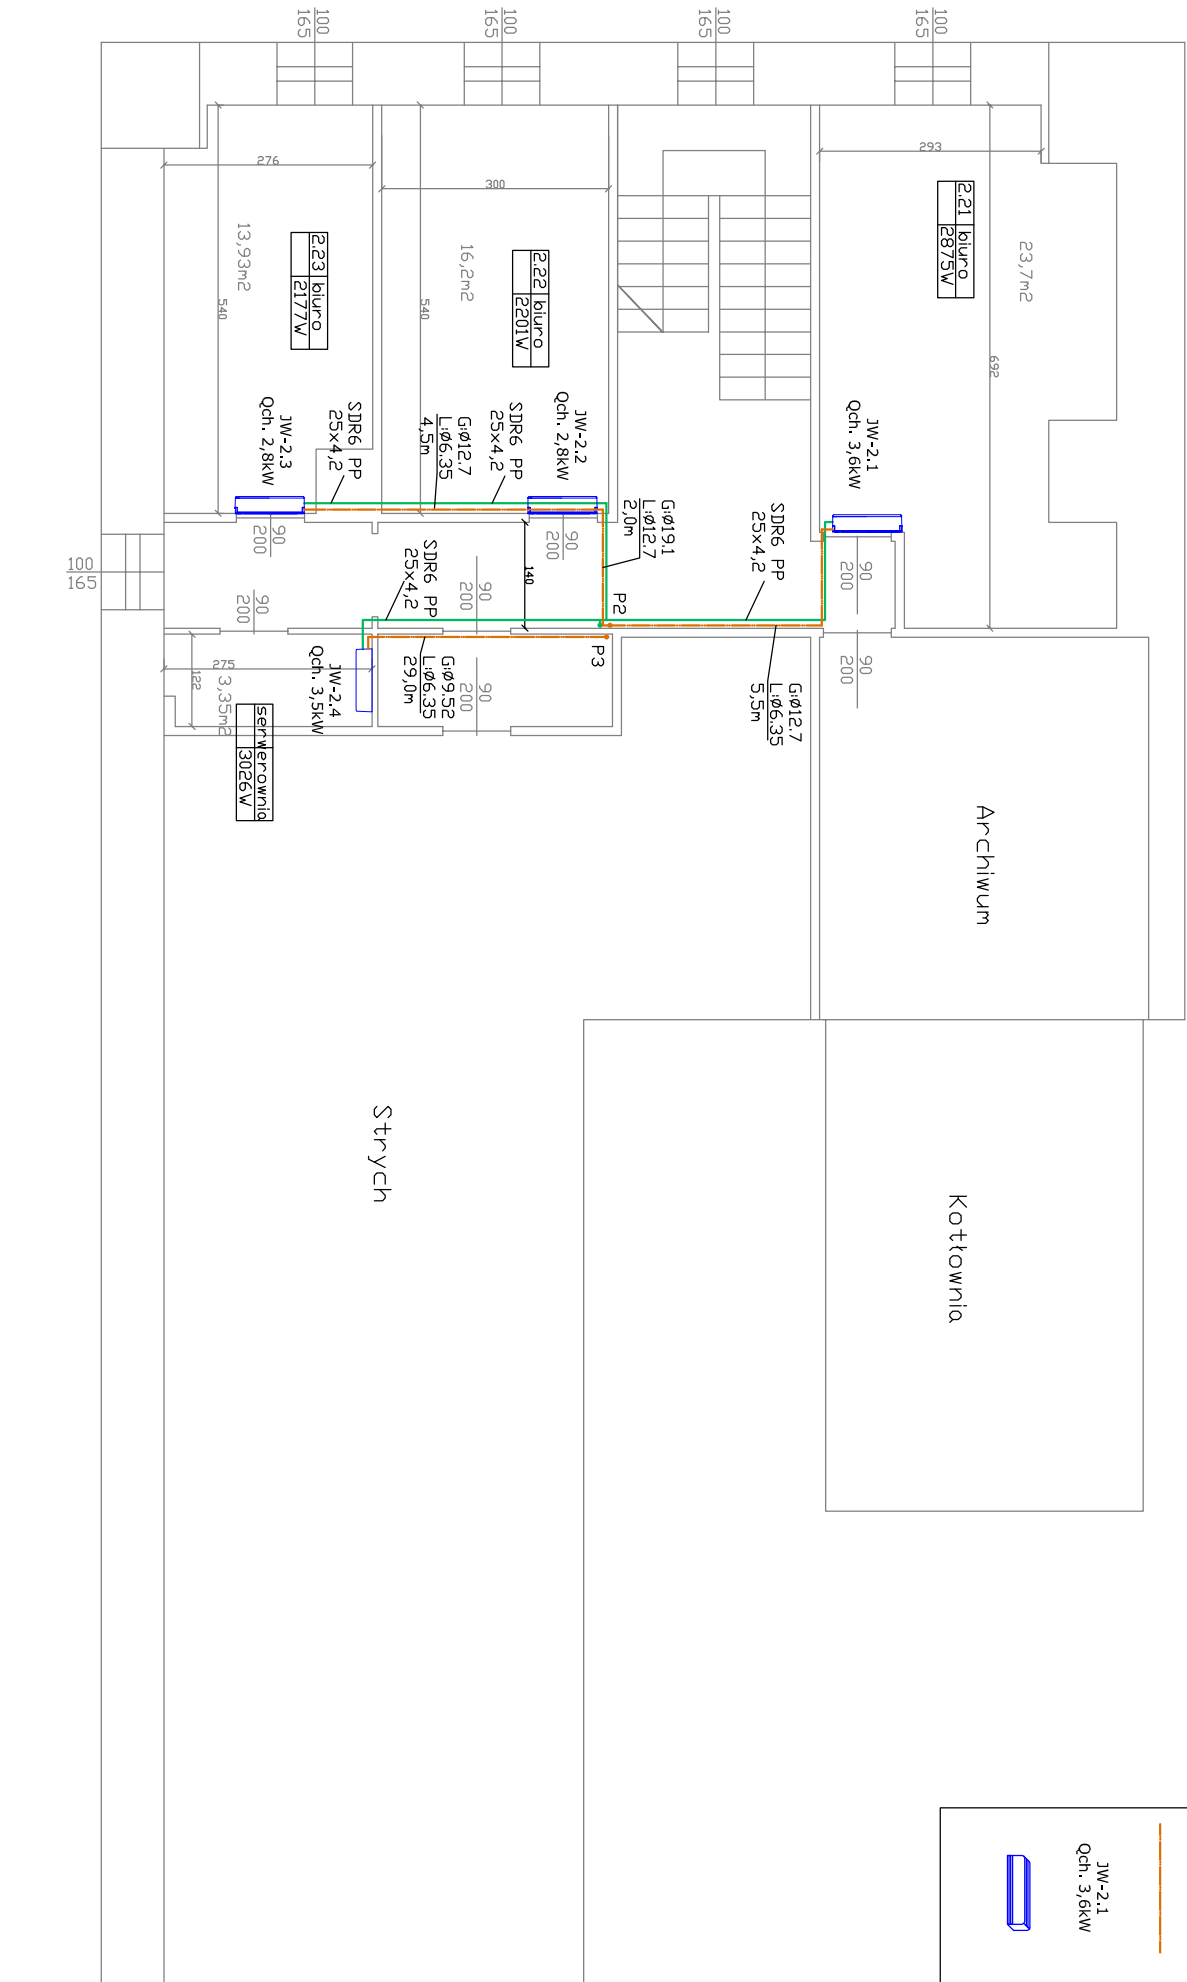 100
165
100
165
100
165
100
165
276
300
293
2.21 biuro
2875W
23,7m2
2.22 biuro
2201W
16,2m2
2.23 biuro
2177W
13,93m2
540
540
692
JW-2.1
Qch. 3,6kW
JW-2.2
Qch. 2,8kW
JW-2.3
Qch. 2,8kW
SDR6 PP
25x4,2
G:Ø12.7
L:Ø6.35
4,5m
SDR6 PP
25x4,2
G:Ø19.1
L:Ø12.7
2,0m
SDR6 PP
25x4,2
90
200
90
200
90
200
100
165
90
200
SDR6 PP
25x4,2
140
P2
P3
90
200
90
200
275
122
3,35m2
JW-2.4
Qch. 3,5kW
G:Ø9.52
L:Ø6.35
29,0m
G:Ø12.7
L:Ø6.35
5,5m
serwerownia
3026W
Archiwum
Strych
Kotłownia
JW-2.1
Qch. 3,6kW